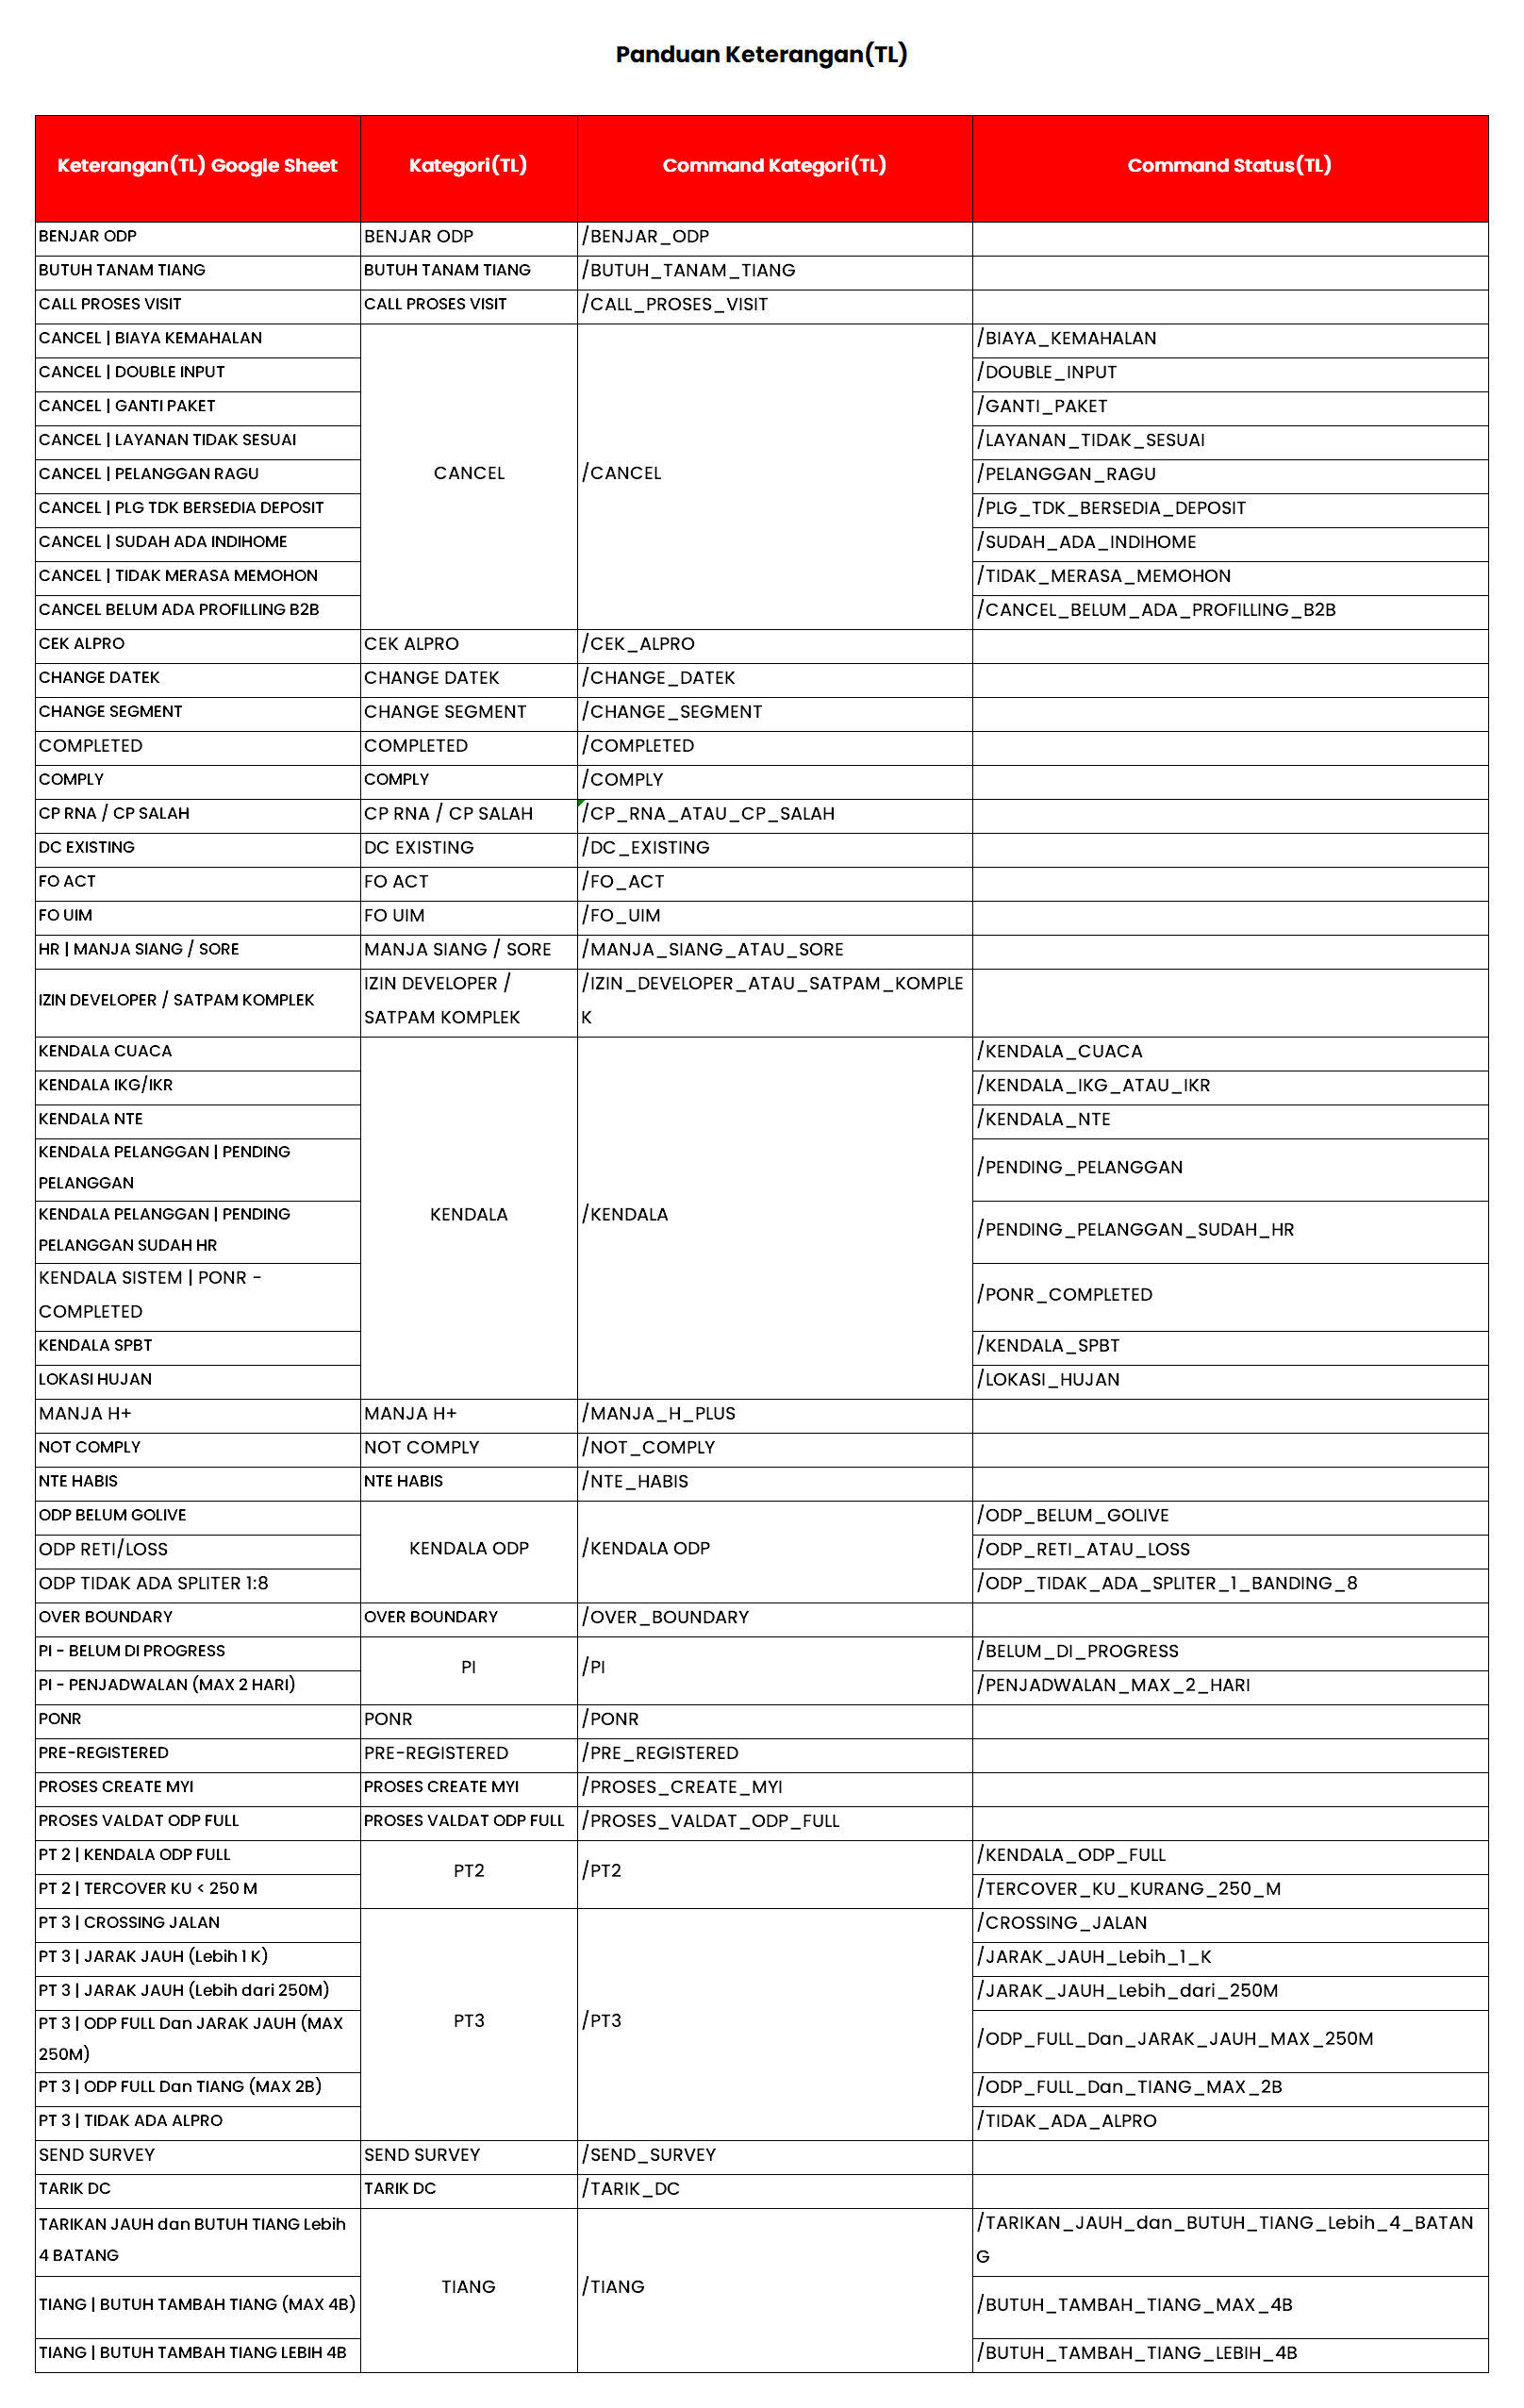 Panduan Keterangan(TL)
Keterangan(TL) Google Sheet Kategori(TL) Command Kategori(TL) Command Status(TL)
BENJAR ODP BENJAR ODP /BENJAR_ODP
BUTUH TANAM TIANG BUTUH TANAM TIANG /BUTUH_TANAM_TIANG
CALL PROSES VISIT CALL PROSES VISIT /CALL_PROSES_VISIT
CANCEL | BIAYA KEMAHALAN /BIAYA_KEMAHALAN
CANCEL | DOUBLE INPUT /DOUBLE_INPUT
CANCEL | GANTI PAKET /GANTI_PAKET
CANCEL | LAYANAN TIDAK SESUAI /LAYANAN_TIDAK_SESUAI
CANCEL | PELANGGAN RAGU CANCEL /CANCEL /PELANGGAN_RAGU
CANCEL | PLG TDK BERSEDIA DEPOSIT /PLG_TDK_BERSEDIA_DEPOSIT
CANCEL | SUDAH ADA INDIHOME /SUDAH_ADA_INDIHOME
CANCEL | TIDAK MERASA MEMOHON /TIDAK_MERASA_MEMOHON
CANCEL BELUM ADA PROFILLING B2B /CANCEL_BELUM_ADA_PROFILLING_B2B
CEK ALPRO CEK ALPRO /CEK_ALPRO
CHANGE DATEK CHANGE DATEK /CHANGE_DATEK
CHANGE SEGMENT CHANGE SEGMENT /CHANGE_SEGMENT
COMPLETED COMPLETED /COMPLETED
COMPLY COMPLY /COMPLY
CP RNA / CP SALAH CP RNA / CP SALAH /CP_RNA_ATAU_CP_SALAH
DC EXISTING DC EXISTING /DC_EXISTING
FO ACT FO ACT /FO_ACT
FO UIM FO UIM /FO_UIM
HR | MANJA SIANG / SORE MANJA SIANG / SORE /MANJA_SIANG_ATAU_SORE
IZIN DEVELOPER / SATPAM KOMPLEK IZIN DEVELOPER / /IZIN_DEVELOPER_ATAU_SATPAM_KOMPLE
SATPAM KOMPLEK K
KENDALA CUACA /KENDALA_CUACA
KENDALA IKG/IKR /KENDALA_IKG_ATAU_IKR
KENDALA NTE /KENDALA_NTE
KENDALA PELANGGAN | PENDING
PELANGGAN /PENDING_PELANGGAN
KENDALA PELANGGAN | PENDING KENDALA /KENDALA
PELANGGAN SUDAH HR /PENDING_PELANGGAN_SUDAH_HR
KENDALA SISTEM | PONR -
COMPLETED /PONR_COMPLETED
KENDALA SPBT /KENDALA_SPBT
LOKASI HUJAN /LOKASI_HUJAN
MANJA H+ MANJA H+ /MANJA_H_PLUS
NOT COMPLY NOT COMPLY /NOT_COMPLY
NTE HABIS NTE HABIS /NTE_HABIS
ODP BELUM GOLIVE /ODP_BELUM_GOLIVE
ODP RETI/LOSS KENDALA ODP /KENDALA ODP /ODP_RETI_ATAU_LOSS
ODP TIDAK ADA SPLITER 1:8 /ODP_TIDAK_ADA_SPLITER_1_BANDING_8
OVER BOUNDARY OVER BOUNDARY /OVER_BOUNDARY
PI - BELUM DI PROGRESS PI /PI /BELUM_DI_PROGRESS
PI - PENJADWALAN (MAX 2 HARI) /PENJADWALAN_MAX_2_HARI
PONR PONR /PONR
PRE-REGISTERED PRE-REGISTERED /PRE_REGISTERED
PROSES CREATE MYI PROSES CREATE MYI /PROSES_CREATE_MYI
PROSES VALDAT ODP FULL PROSES VALDAT ODP FULL /PROSES_VALDAT_ODP_FULL
PT 2 | KENDALA ODP FULL PT2 /PT2 /KENDALA_ODP_FULL
PT 2 | TERCOVER KU < 250 M /TERCOVER_KU_KURANG_250_M
PT 3 | CROSSING JALAN /CROSSING_JALAN
PT 3 | JARAK JAUH (Lebih 1 K) /JARAK_JAUH_Lebih_1_K
PT 3 | JARAK JAUH (Lebih dari 250M) /JARAK_JAUH_Lebih_dari_250M
PT 3 | ODP FULL Dan JARAK JAUH (MAX PT3 /PT3
250M) /ODP_FULL_Dan_JARAK_JAUH_MAX_250M
PT 3 | ODP FULL Dan TIANG (MAX 2B) /ODP_FULL_Dan_TIANG_MAX_2B
PT 3 | TIDAK ADA ALPRO /TIDAK_ADA_ALPRO
SEND SURVEY SEND SURVEY /SEND_SURVEY
TARIK DC TARIK DC /TARIK_DC
TARIKAN JAUH dan BUTUH TIANG Lebih /TARIKAN_JAUH_dan_BUTUH_TIANG_Lebih_4_BATAN
4 BATANG G
TIANG | BUTUH TAMBAH TIANG (MAX 4B) TIANG /TIANG /BUTUH_TAMBAH_TIANG_MAX_4B
TIANG | BUTUH TAMBAH TIANG LEBIH 4B /BUTUH_TAMBAH_TIANG_LEBIH_4B